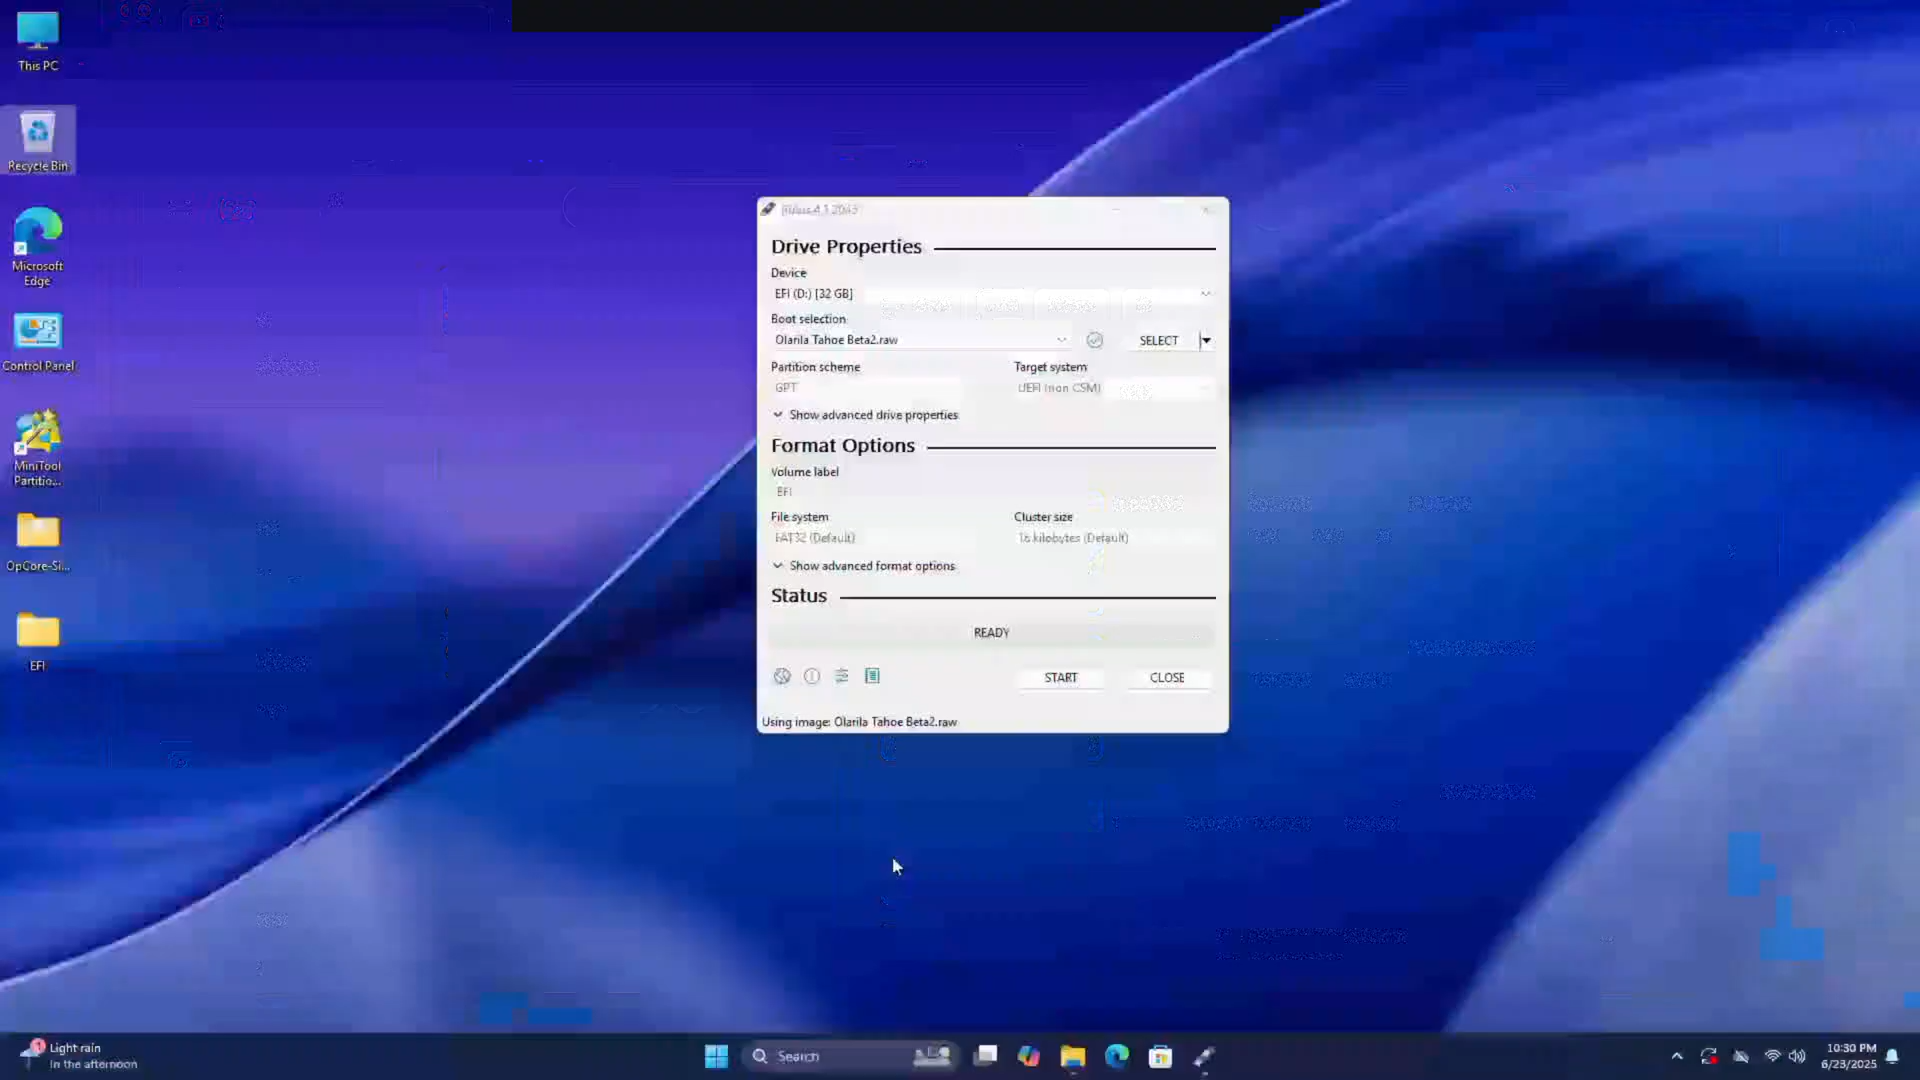 This PC
Recycle Bin
Microsoft
Edge
Control Panel
MiniTool
Partitio...
OpCore-Si...
EFI
Drive Properties
Device
EFI (D:) [32 GB]
Boot selection
Olarila Tahoe Beta2.raw
SELECT
Partition scheme
Target system
GPT
UEFI (non CSM)
Show advanced drive properties
Format Options
Volume label
EFI
File system
Cluster size
FAT32 (Default)
16 kilobytes (Default)
Show advanced format options
Status
READY
START
CLOSE
Using image: Olarila Tahoe Beta2.raw
1
Light rain
In the afternoon
Search
10:30 PM
6/23/2025